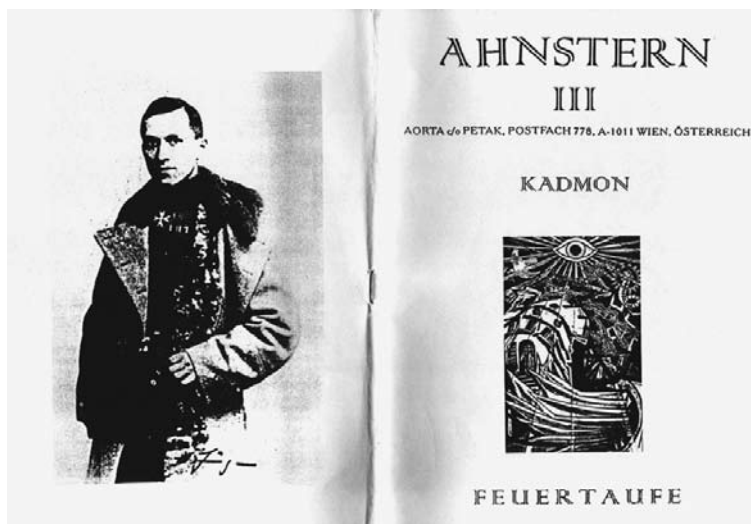 AHNSTERN
III
AORTA c/o PETAK, POSTFACH 778, A-1011 WIEN, ÖSTERREICH
KADMON
FEUERTAUFE